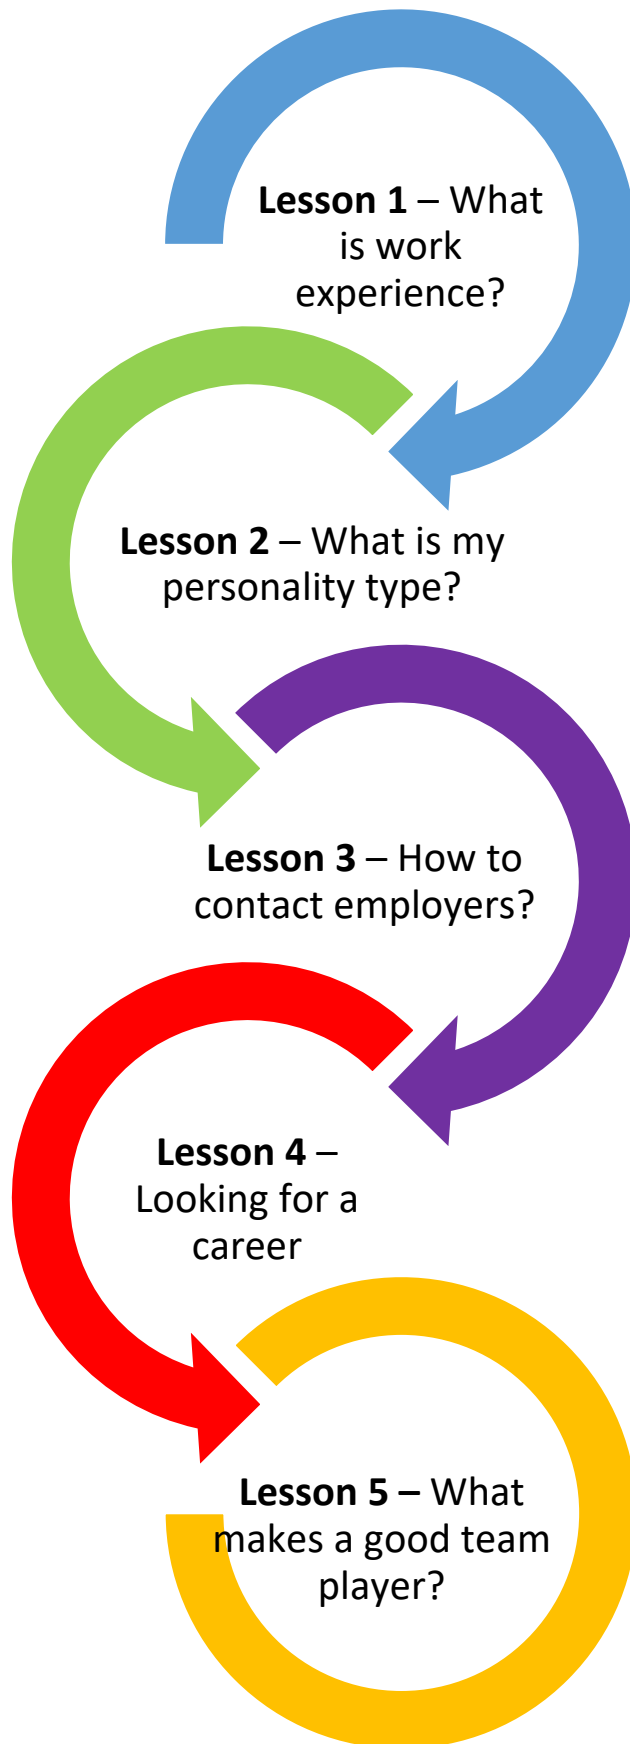 Lesson 1 – What
is work
experience?
Lesson 2 – What is my
personality type?
Lesson 3 – How to
contact employers?
Lesson 4 –
Looking for a
career
Lesson 5 – What
makes a good team
player?